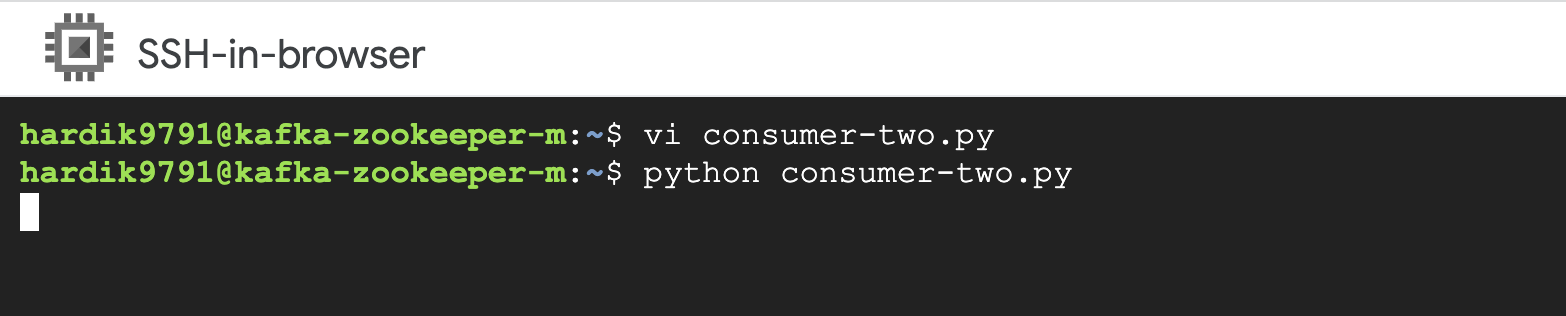 SSH-in-browser
hardik9791@kafka-zookeeper-m:~$ vi consumer-two.py
hardik9791@kafka-zookeeper-m:~$ python consumer-two.py